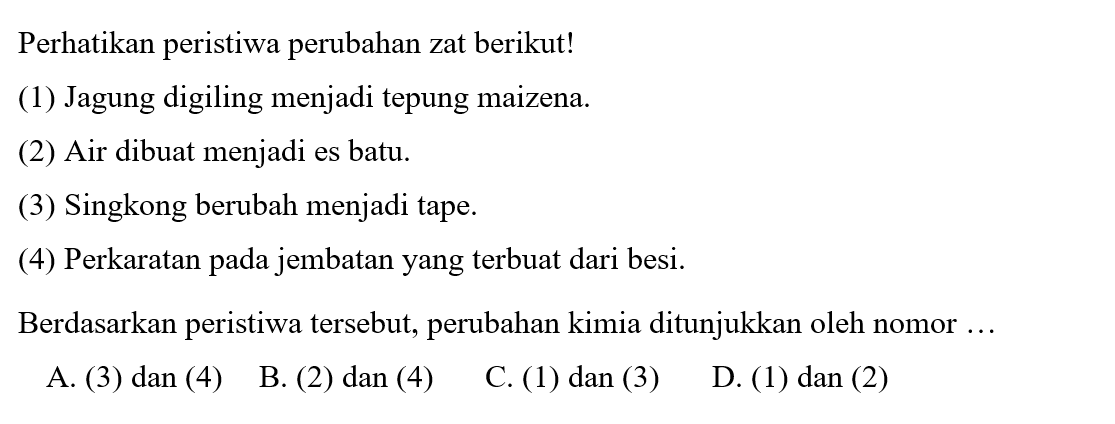 Perhatikan peristiwa perubahan zat berikut!
(1) Jagung digiling menjadi tepung maizena.
(2) Air dibuat menjadi es batu.
(3) Singkong berubah menjadi tape.
(4) Perkaratan pada jembatan yang terbuat dari besi.
Berdasarkan peristiwa tersebut, perubahan kimia ditunjukkan oleh nomor …
A. (3) dan (4) B. (2) dan (4) C. (1) dan (3) D. (1) dan (2)